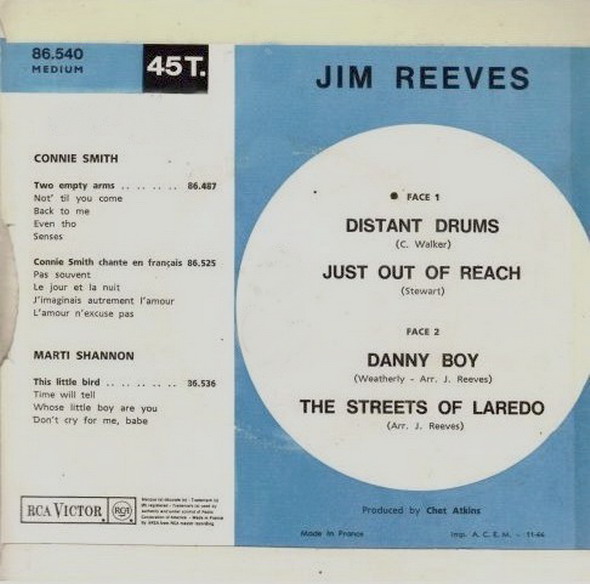 86.540
MEDIUM
45T.
JIM REEVES
CONNIE SMITH
Two empty arms .. .. .. .. .. 86.487
Not' til you come
Back to me
Even tho
Senses
Connie Smith chante en français 86.525
Pas souvent
Le jour et la nuit
J'imaginais autrement l'amour
L'amour n'excuse pas
MARTI SHANNON
This little bird .. .. .. .. .. 86.536
Time will tell
Whose little boy are you
Don't cry for me, babe
FACE 1
DISTANT DRUMS
(C. Walker)
JUST OUT OF REACH
(Stewart)
FACE 2
DANNY BOY
(Weatherly - Arr. J. Reeves)
THE STREETS OF LAREDO
(Arr. J. Reeves)
RCA VICTOR
RCA
Produced by Chet Atkins
Made in France
Imp. A. C. E. M. - 11-66